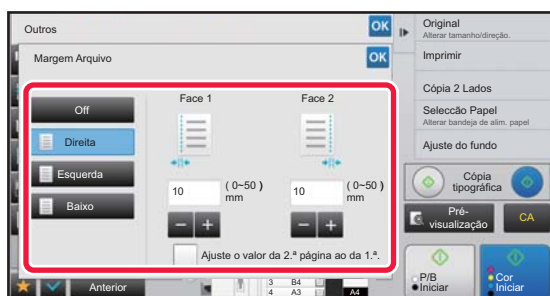 Outros
OK
Margem Arquivo
OK
Off
Direita
Esquerda
Baixo
Face 1
Face 2
10
( 0~50 )
mm
10
( 0~50 )
mm
Ajuste o valor da 2.ª página ao da 1.ª.
Anterior
3 B4
4 A3
A4
Original
Alterar tamanho/direção.
Imprimir
Cópia 2 Lados
Seleccão Papel
Alterar bandeja de alim. papel
Ajuste do fundo
Cópia
tipográfica
Pré-
visualização
CA
P/B
Iniciar
Cor
Iniciar